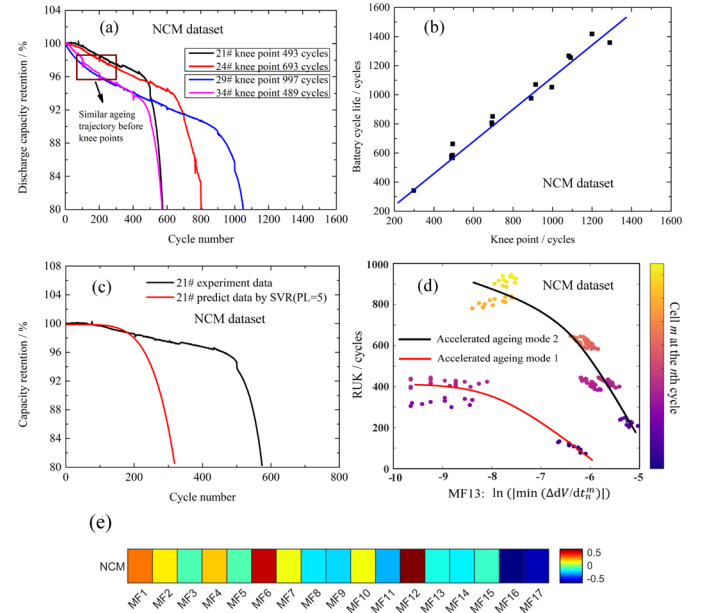 (a)
NCM dataset
21# knee point 493 cycles
24# knee point 693 cycles
29# knee point 997 cycles
34# knee point 489 cycles
Similar ageing
trajectory before
knee points
Discharge capacity retention / %
100
96
92
88
84
80
0 200 400 600 800 1000 1200 1400 1600
Cycle number
(b)
Battery cycle life / cycles
1600
1400
1200
1000
800
600
400
200
NCM dataset
200 400 600 800 1000 1200 1400 1600
Knee point / cycles
(c)
21# experiment data
21# predict data by SVR(PL=5)
NCM dataset
Capacity retention / %
108
104
100
96
92
88
84
80
0 200 400 600 800
Cycle number
(d)
NCM dataset
Accelerated ageing mode 2
Accelerated ageing mode 1
RUK / cycles
1000
800
600
400
200
0
-10 -9 -8 -7 -6 -5
MF13: ln (|min (ΔdV/dtₙᵐ)|)
Cell m at the nth cycle
(e)
NCM
MF1 MF2 MF3 MF4 MF5 MF6 MF7 MF8 MF9 MF10 MF11 MF12 MF13 MF14 MF15 MF16 MF17
0.5
0
-0.5